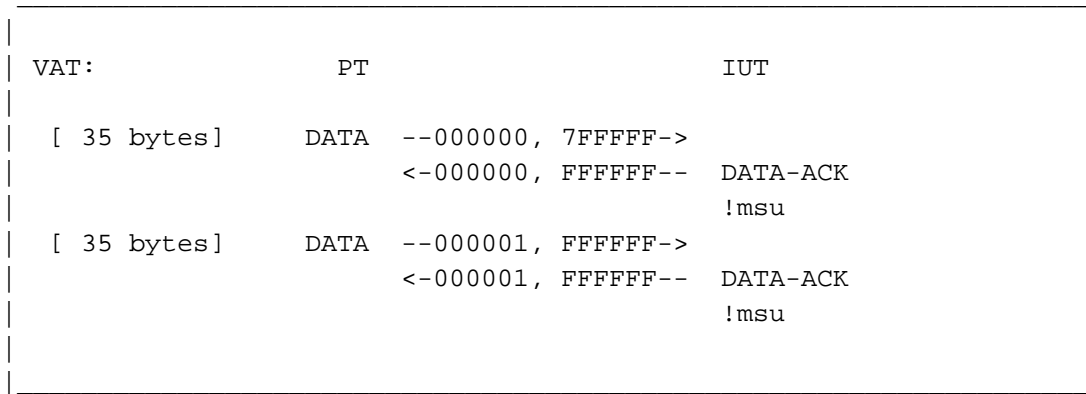 VAT: PT IUT
[ 35 bytes] DATA --000000, 7FFFFF->
<-000000, FFFFFF-- DATA-ACK
!msu
[ 35 bytes] DATA --000001, FFFFFF->
<-000001, FFFFFF-- DATA-ACK
!msu